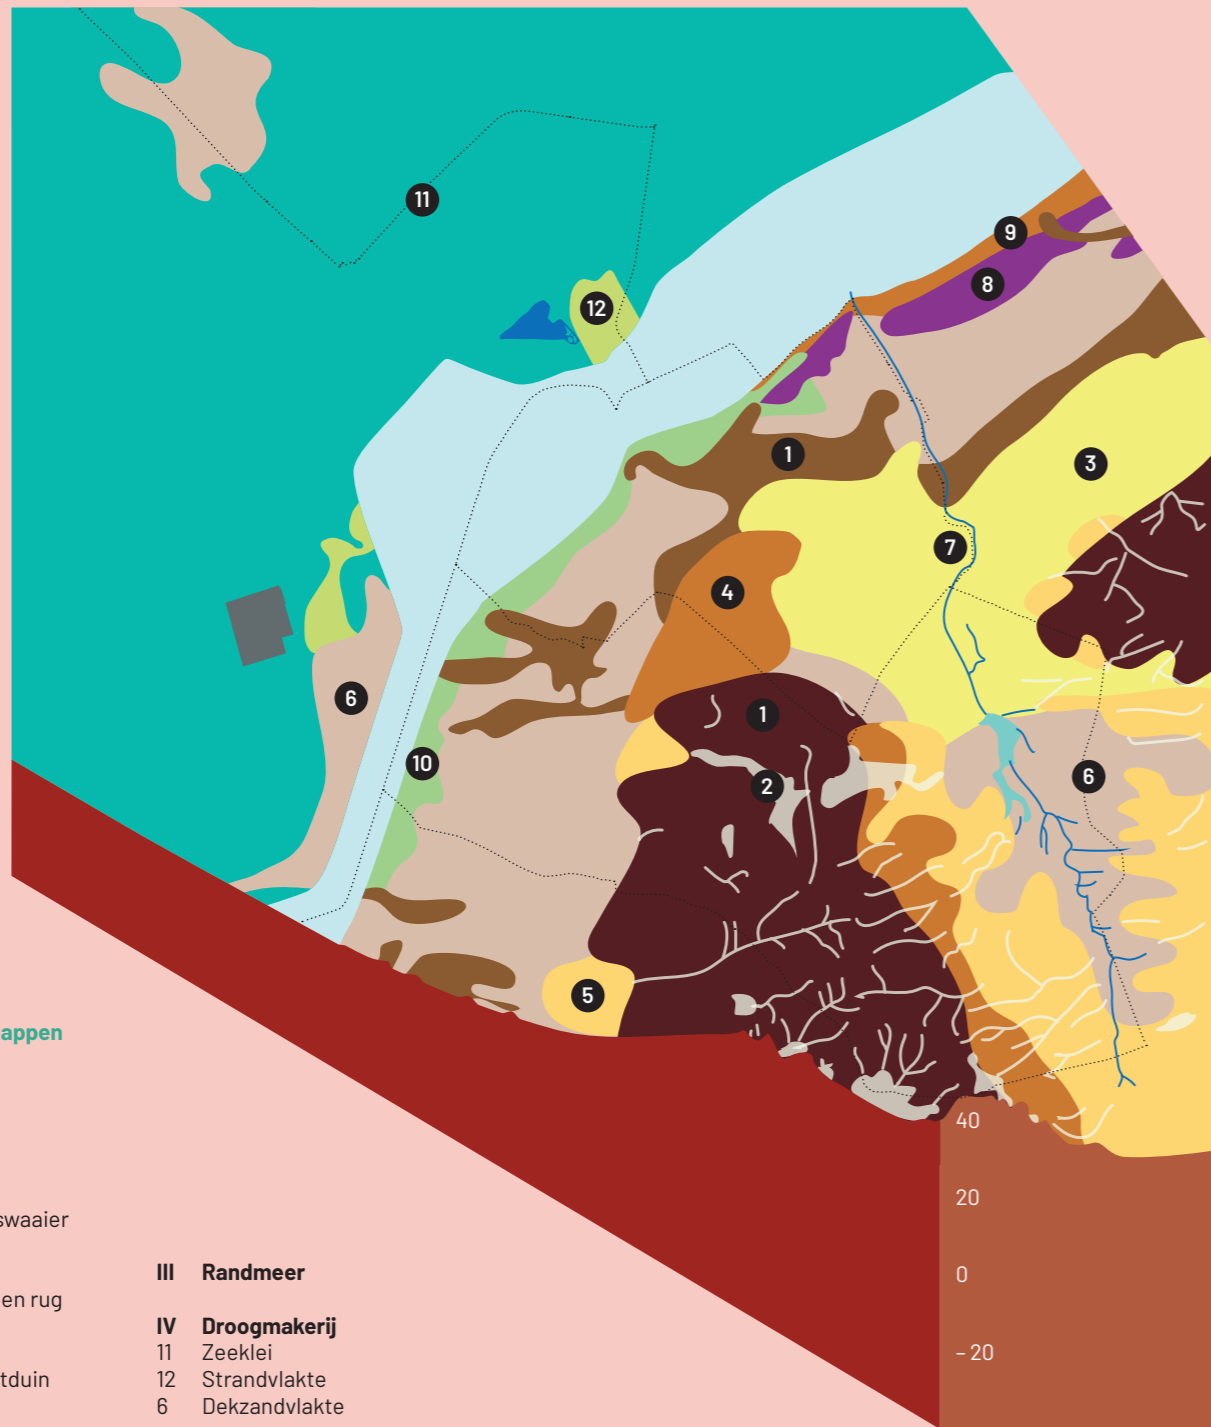 11
9
12
8
1
3
7
4
6
1
10
2
6
5
appen
swaaier
en rug
tduin
III Randmeer
IV Droogmakerij
11 Zeeklei
12 Strandvlakte
6 Dekzandvlakte
40
20
0
– 20